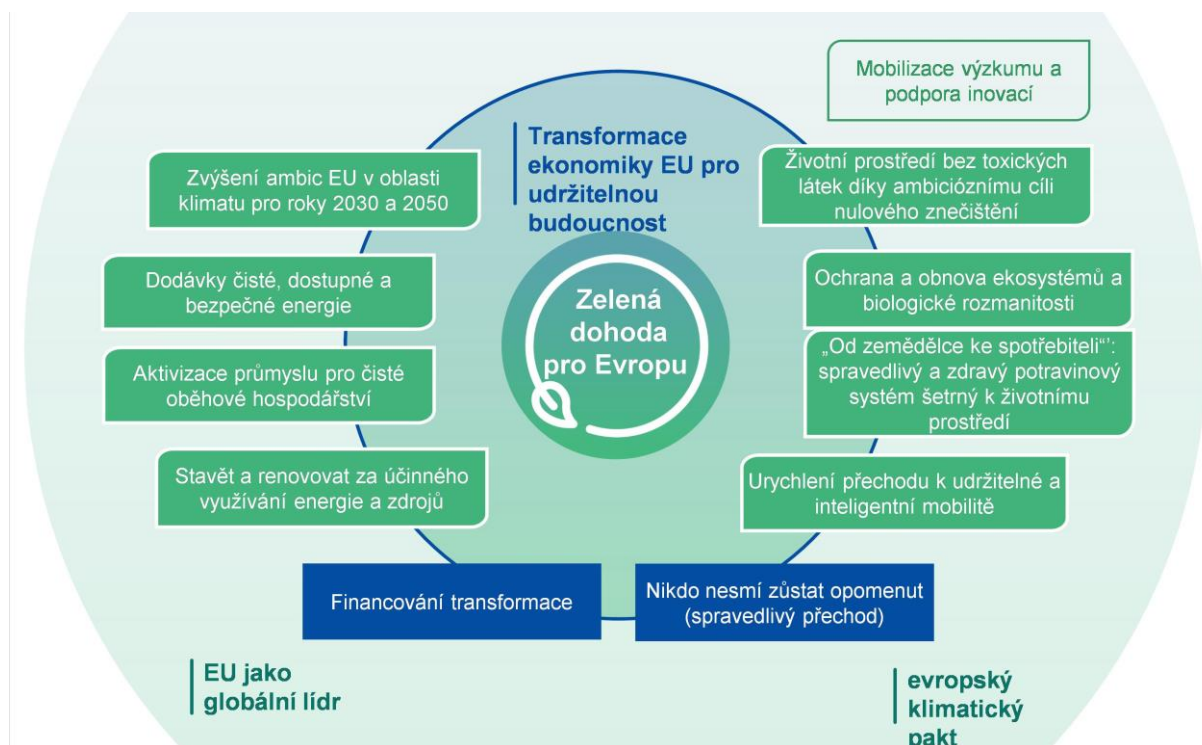 Mobilizace výzkumu a
podpora inovací
Transformace
ekonomiky EU pro
udržitelnou
budoucnost
Zvýšení ambic EU v oblasti
klimatu pro roky 2030 a 2050
Životní prostředí bez toxických
látek díky ambicióznímu cíli
nulového znečištění
Dodávky čisté, dostupné a
bezpečné energie
Ochrana a obnova ekosystémů a
biologické rozmanitosti
Zelená
dohoda
pro Evropu
Aktivizace průmyslu pro čisté
oběhové hospodářství
„Od zemědělce ke spotřebiteli“’:
spravedlivý a zdravý potravinový
systém šetrný k životnímu
prostředí
Stavět a renovovat za účinného
využívání energie a zdrojů
Urychlení přechodu k udržitelné a
inteligentní mobilitě
Financování transformace
Nikdo nesmí zůstat opomenut
(spravedlivý přechod)
EU jako
globální lídr
evropský
klimatický
pakt